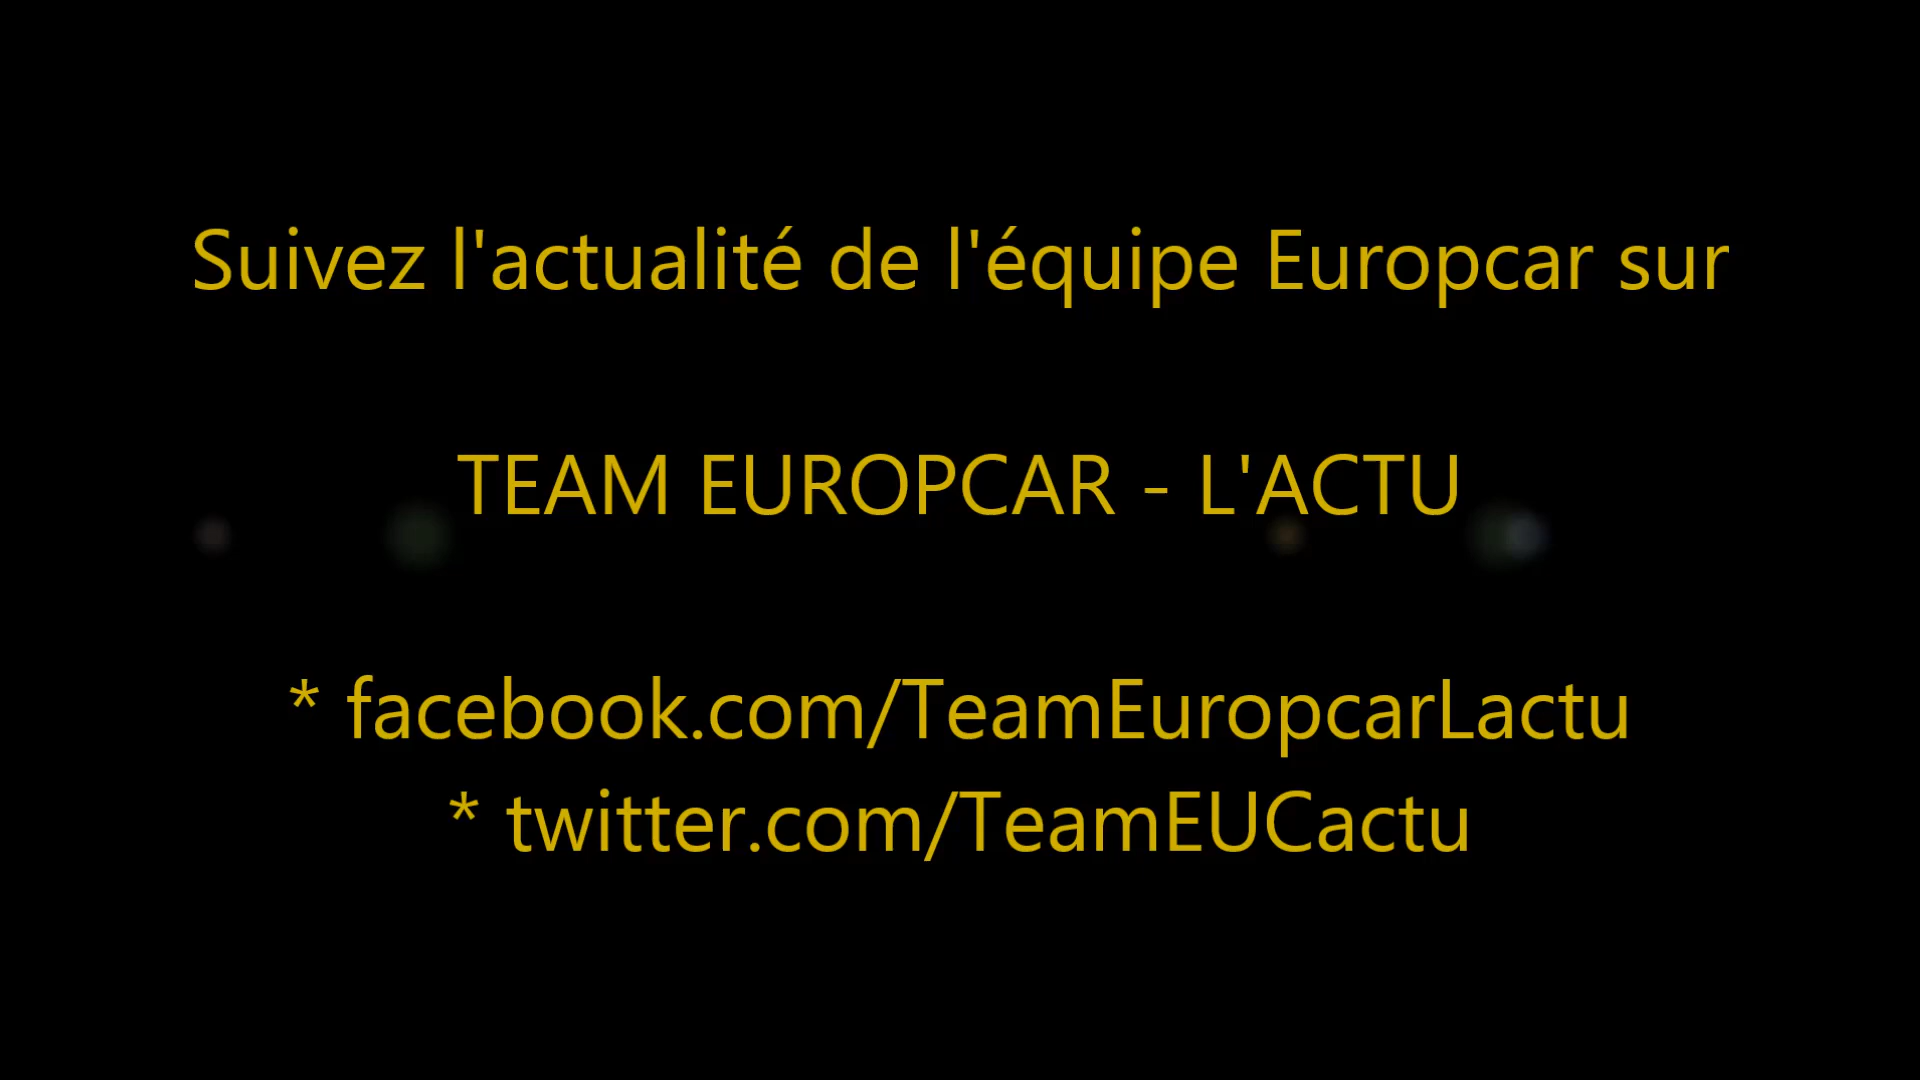 Suivez l'actualité de l'équipe Europcar sur
TEAM EUROPCAR - L'ACTU
* facebook.com/TeamEuropcarLactu
* twitter.com/TeamEUCactu